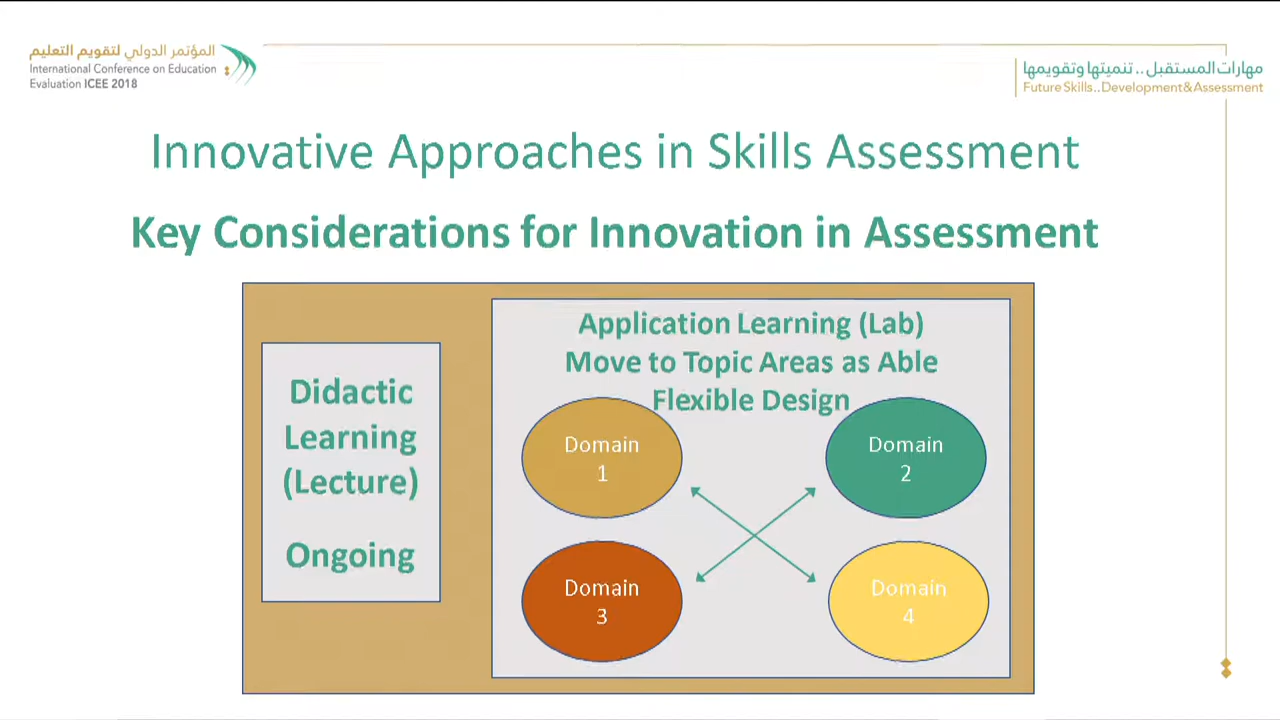 المؤتمر الدولي لتقويم التعليم
International Conference on Education
Evaluation ICEE 2018
مهارات المستقبل .. تنميتها وتقويمها
Future Skills..Development&Assessment
Innovative Approaches in Skills Assessment
Key Considerations for Innovation in Assessment
Didactic
Learning
(Lecture)
Ongoing
Application Learning (Lab)
Move to Topic Areas as Able
Flexible Design
Domain
1
Domain
2
Domain
3
Domain
4